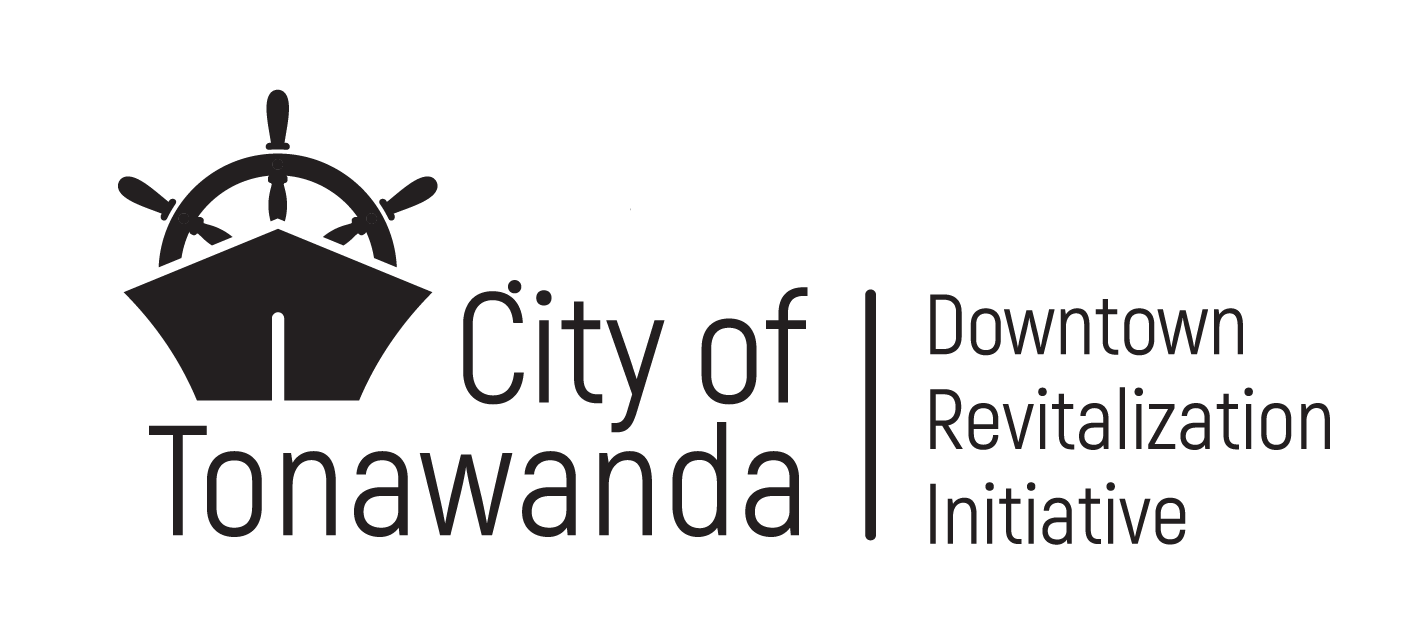 City of
Tonawanda
Downtown
Revitalization
Initiative